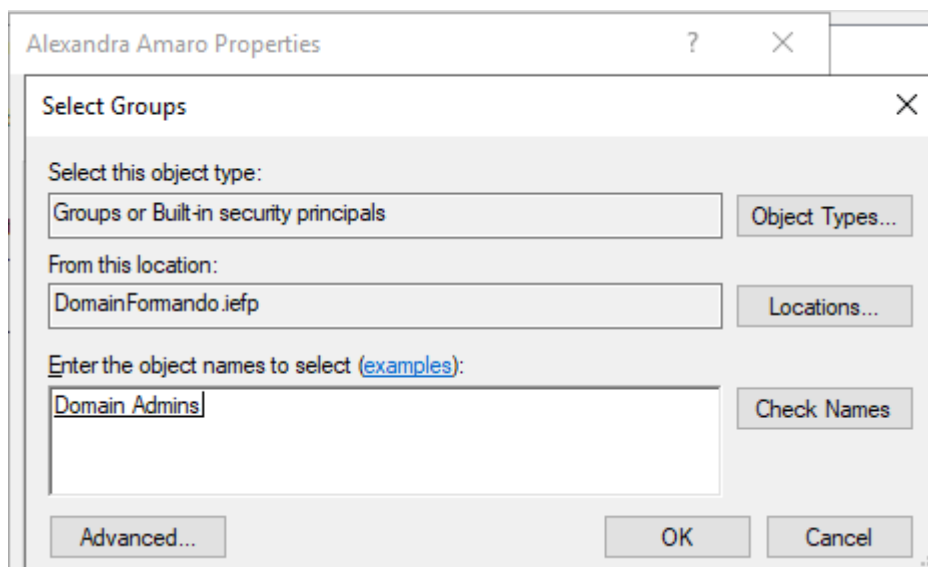 Alexandra Amaro Properties
Select Groups
Select this object type:
Groups or Built-in security principals
Object Types...
From this location:
DomainFormando.iefp
Locations...
Enter the object names to select (examples):
Domain Admins
Check Names
Advanced...
OK
Cancel